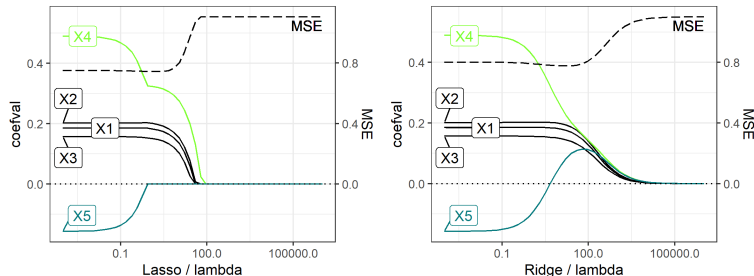 X4
MSE
X2
X1
X3
X5
0.4
0.2
0.0
0.8
0.4
0.0
coefval
MSE
0.1
100.0
100000.0
Lasso / lambda
X4
MSE
X2
X1
X3
X5
0.4
0.2
0.0
0.8
0.4
0.0
coefval
MSE
0.1
100.0
100000.0
Ridge / lambda